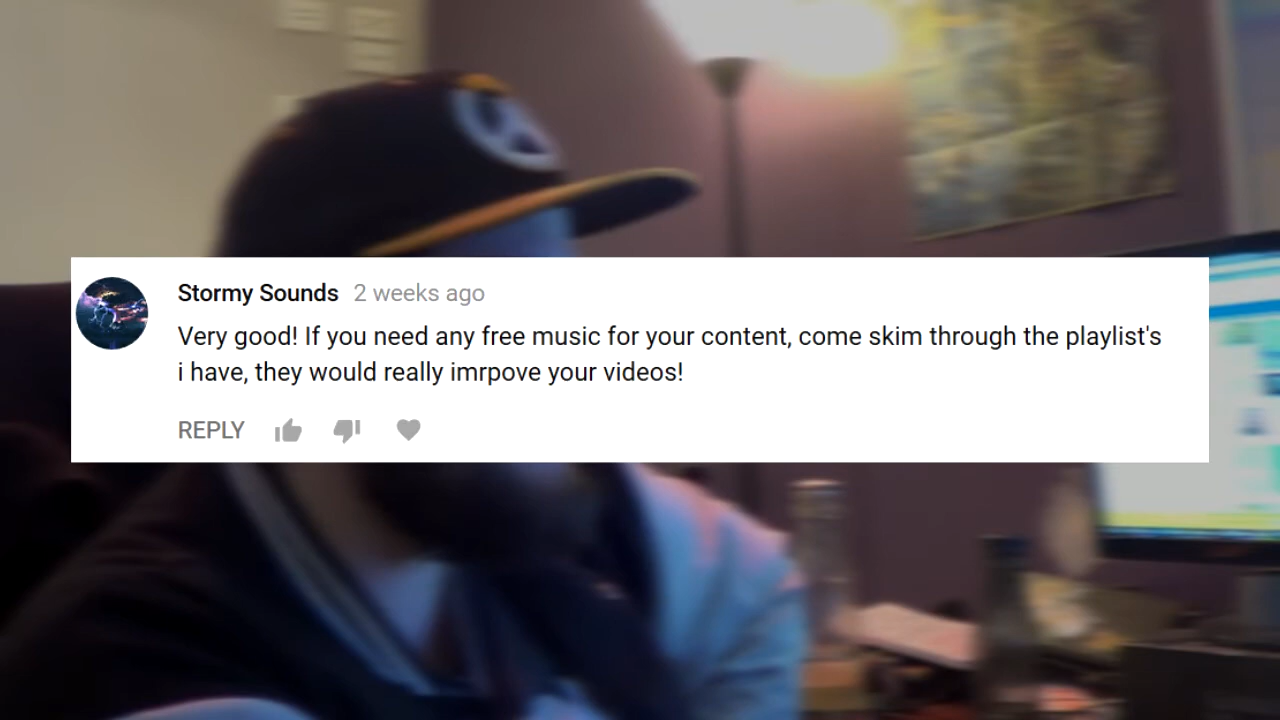 Stormy Sounds 2 weeks ago
Very good! If you need any free music for your content, come skim through the playlist's
i have, they would really imrpove your videos!
REPLY